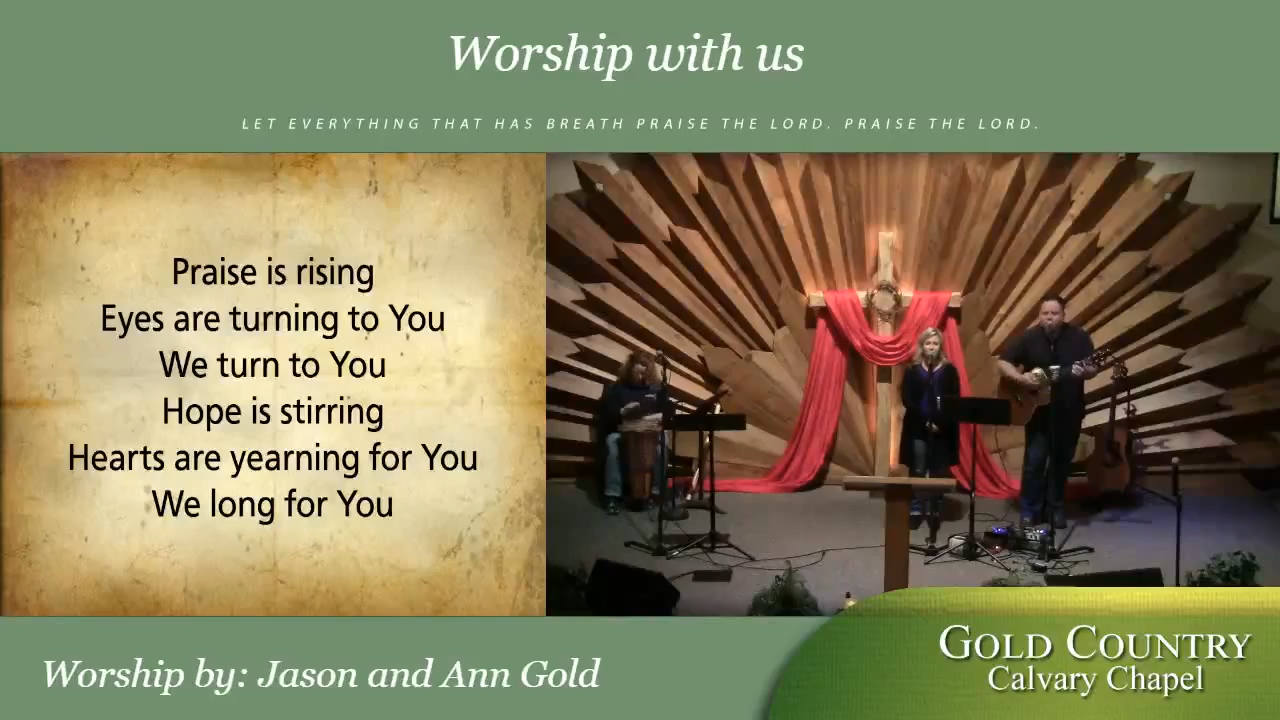 Worship with us
LET EVERYTHING THAT HAS BREATH PRAISE THE LORD. PRAISE THE LORD.
Praise is rising
Eyes are turning to You
We turn to You
Hope is stirring
Hearts are yearning for You
We long for You
Worship by: Jason and Ann Gold
GOLD COUNTRY
Calvary Chapel